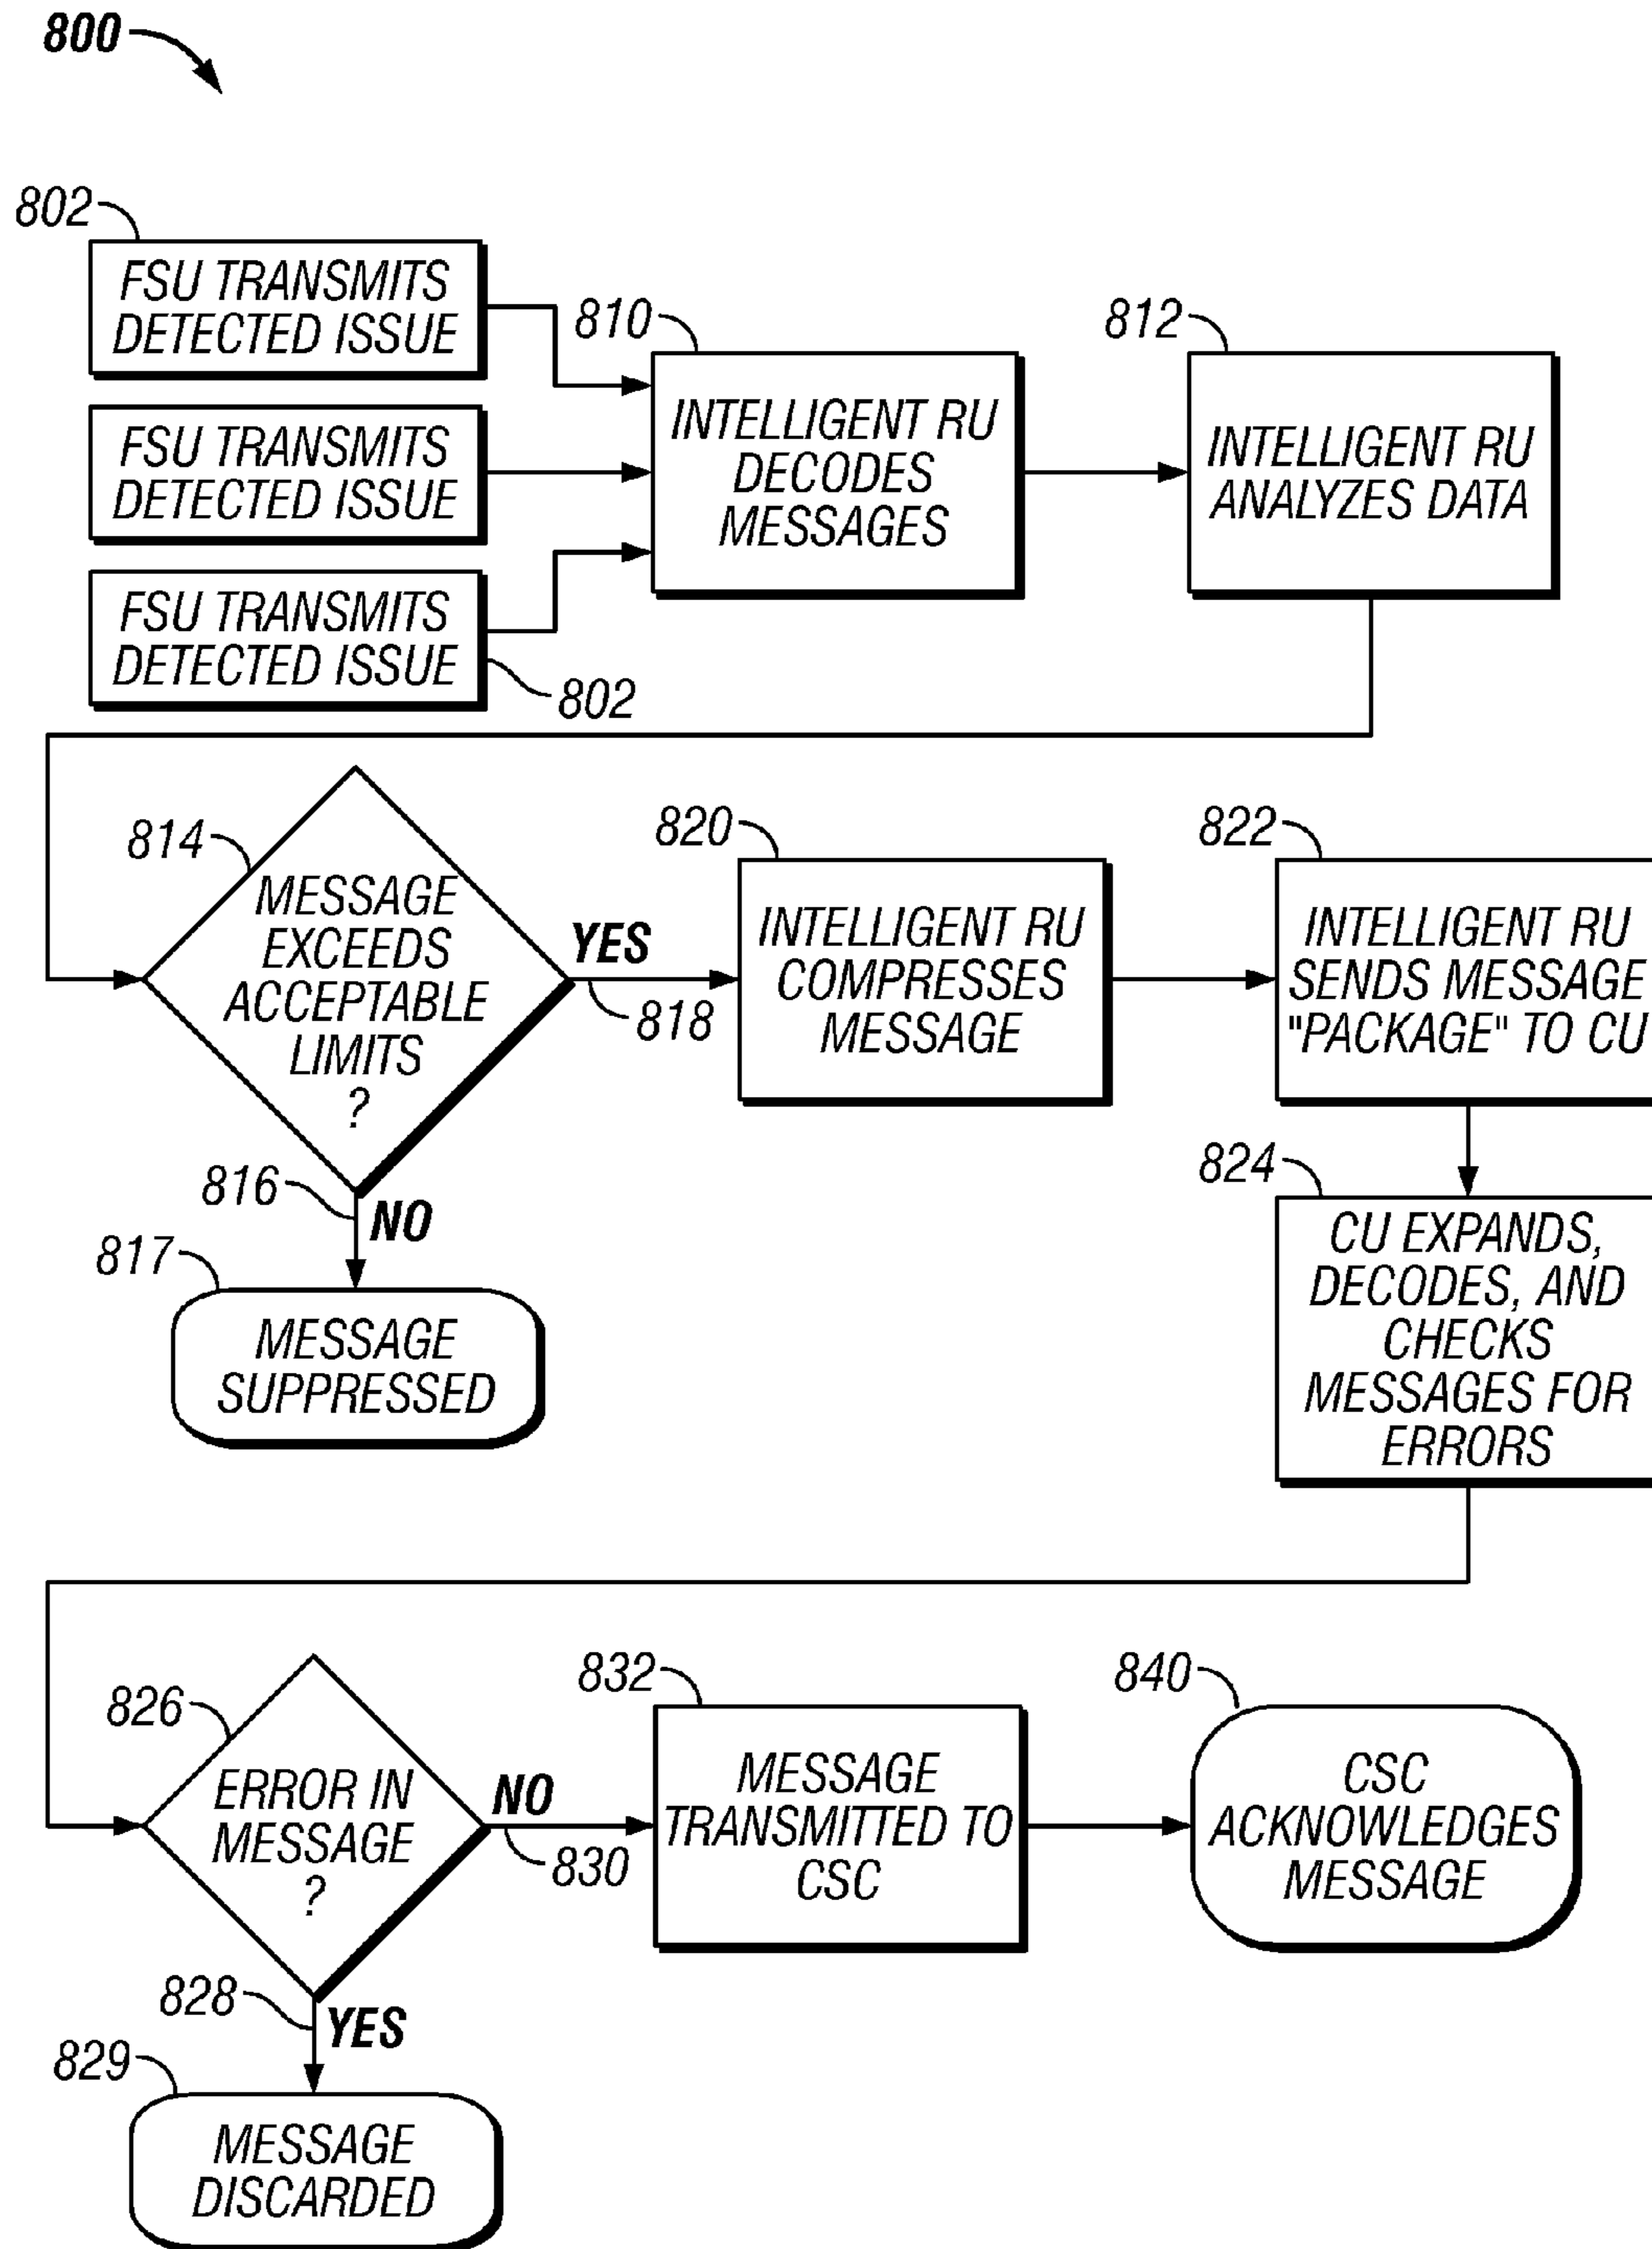 800
802
FSU TRANSMITS
DETECTED ISSUE
FSU TRANSMITS
DETECTED ISSUE
FSU TRANSMITS
DETECTED ISSUE
802
810
INTELLIGENT RU
DECODES
MESSAGES
812
INTELLIGENT RU
ANALYZES DATA
814
MESSAGE
EXCEEDS
ACCEPTABLE
LIMITS
?
816
NO
817
MESSAGE
SUPPRESSED
YES
818
820
INTELLIGENT RU
COMPRESSES
MESSAGE
822
INTELLIGENT RU
SENDS MESSAGE
"PACKAGE" TO CU
824
CU EXPANDS,
DECODES, AND
CHECKS
MESSAGES FOR
ERRORS
826
ERROR IN
MESSAGE
?
828
YES
829
MESSAGE
DISCARDED
NO
830
832
MESSAGE
TRANSMITTED TO
CSC
840
CSC
ACKNOWLEDGES
MESSAGE